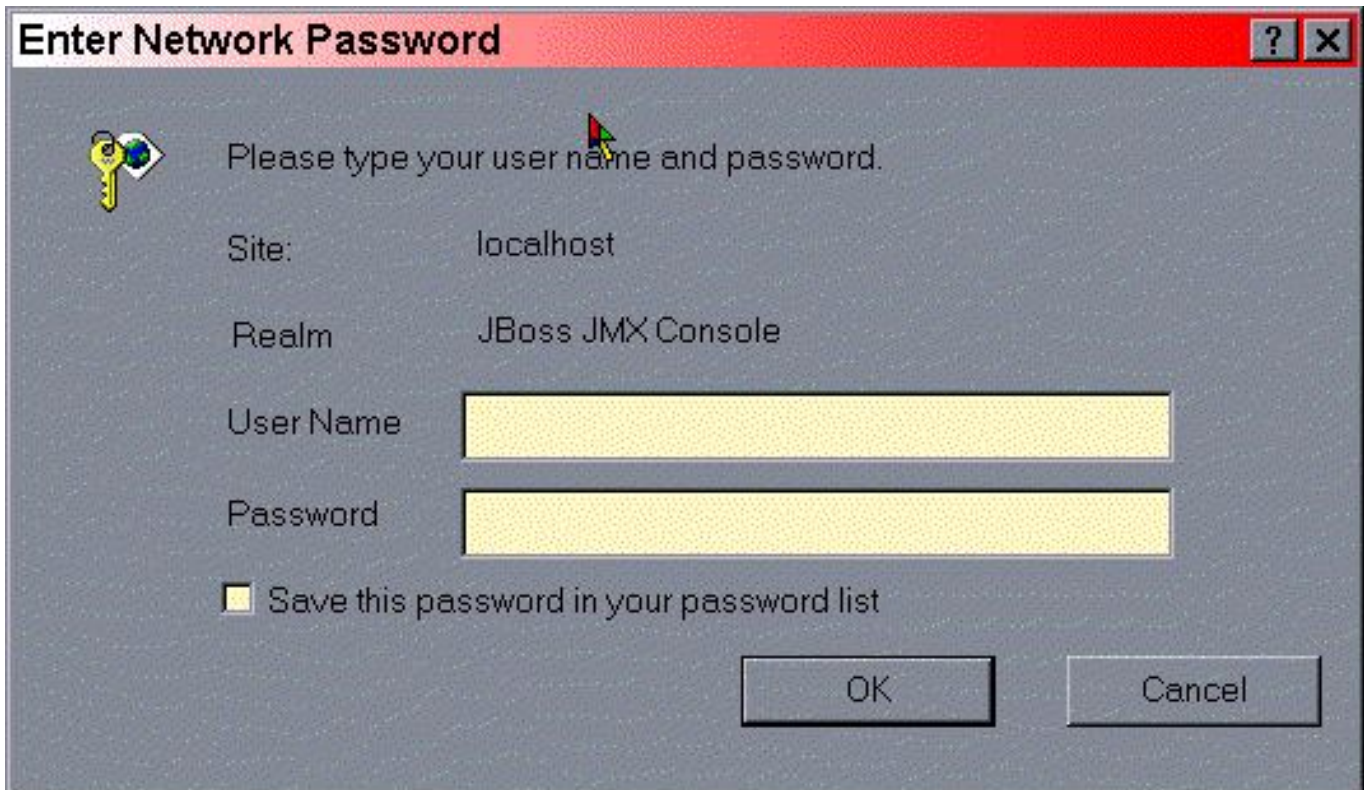 Enter Network Password
Please type your user name and password.
Site: localhost
Realm JBoss JMX Console
User Name
Password
Save this password in your password list
OK Cancel